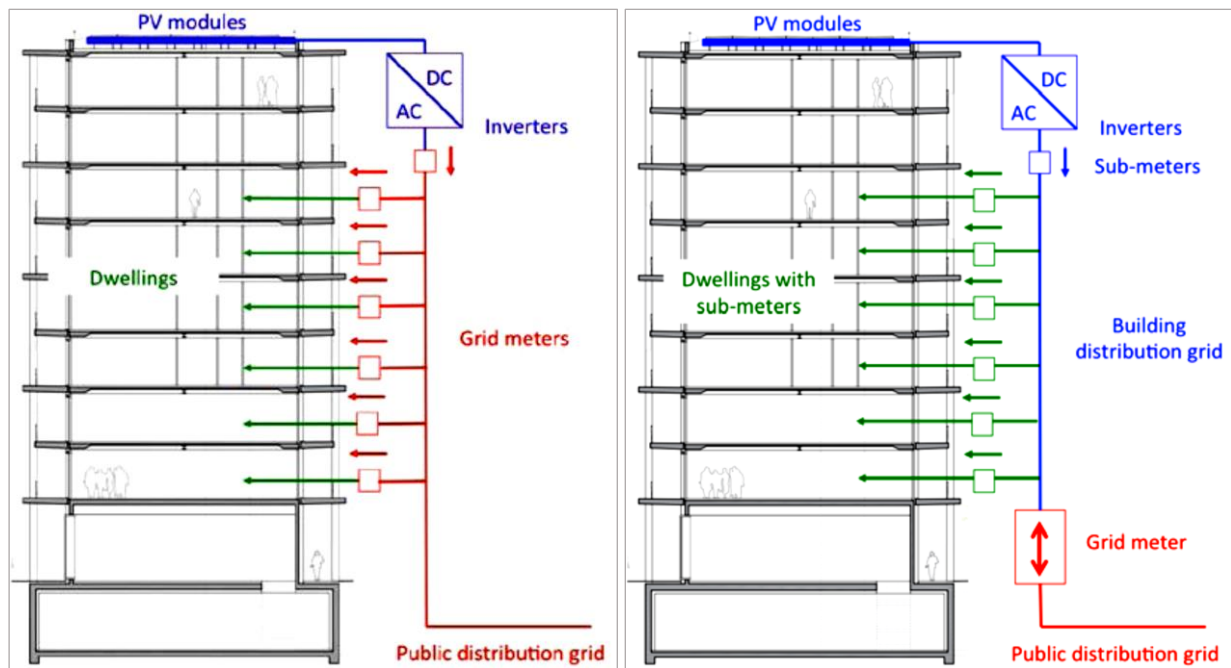 PV modules
DC
AC
Inverters
Dwellings
Grid meters
Public distribution grid
PV modules
DC
AC
Inverters
Sub-meters
Dwellings with
sub-meters
Building
distribution grid
Grid meter
Public distribution grid